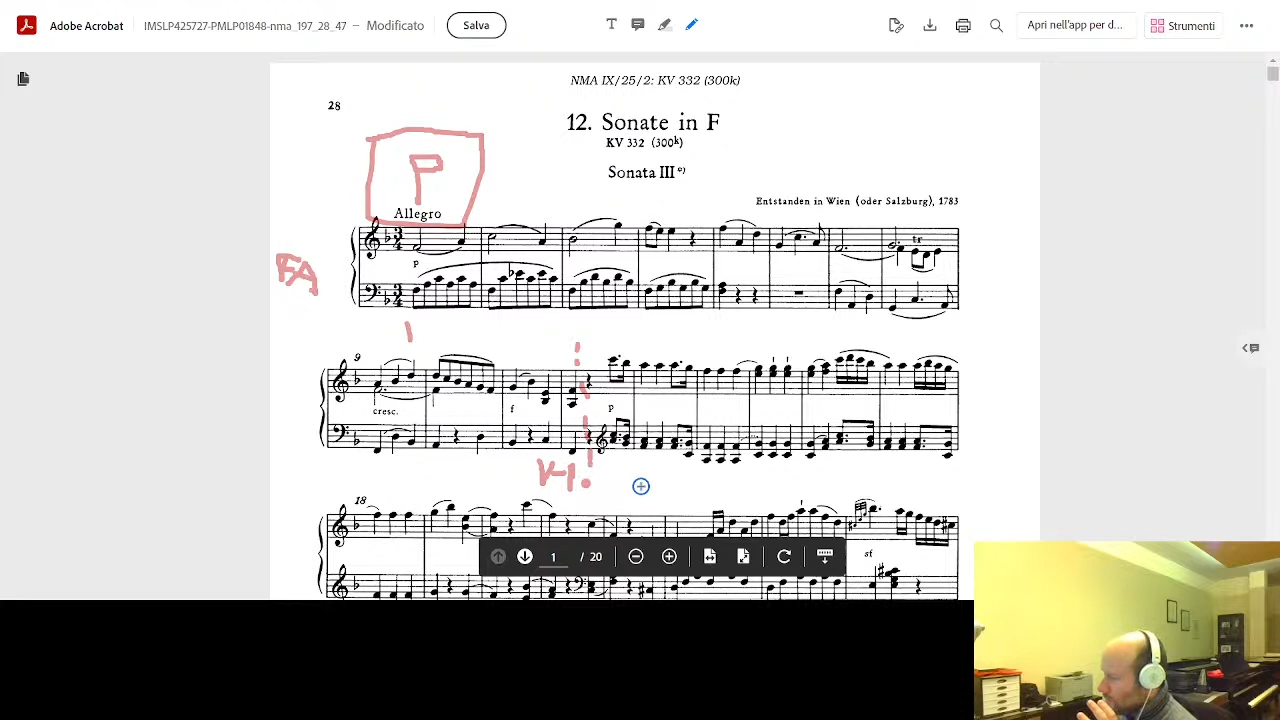 Adobe Acrobat IMSLP425727-PMLP01848-nma_197_28_47 – Modificato Salva T Apri nell'app per d... Strumenti
NMA IX/25/2: KV 332 (300k)
28
12. Sonate in F
KV 332 (300k)
P
Sonata III*)
Entstanden in Wien (oder Salzburg), 1783
Allegro
tr
FA
p
I
9
cresc. f p
V-I
18
1 / 20
sf